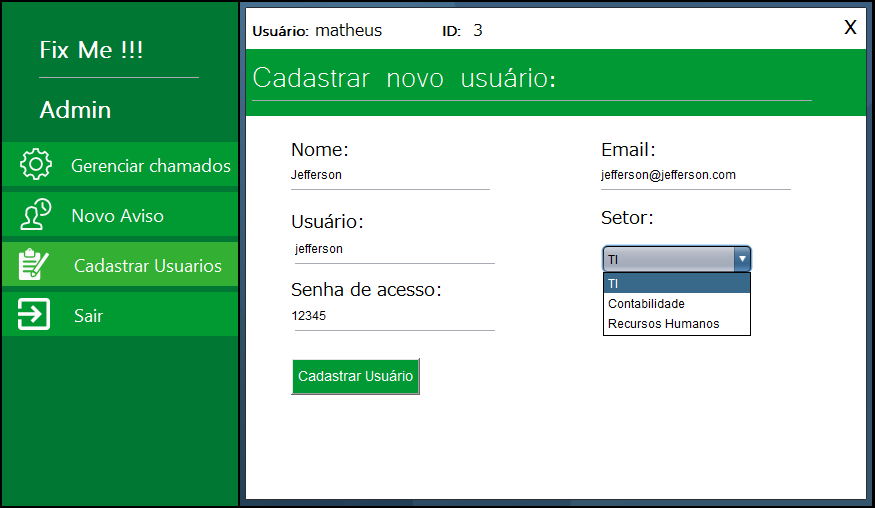 Fix Me !!!
Admin
Gerenciar chamados
Novo Aviso
Cadastrar Usuarios
Sair
Usuário: matheus ID: 3 X
Cadastrar novo usuário:
Nome:
Jefferson
Email:
jefferson@jefferson.com
Usuário:
jefferson
Setor:
TI
TI
Contabilidade
Recursos Humanos
Senha de acesso:
12345
Cadastrar Usuário